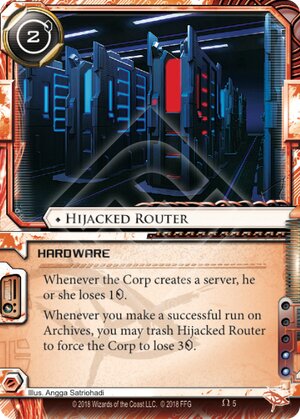 2
♦ Hijacked Router
HARDWARE
Whenever the Corp creates a server, he
or she loses 1.
Whenever you make a successful run on
Archives, you may trash Hijacked Router
to force the Corp to lose 3.
Illus. Angga Satriohadi
© 2018 Wizards of the Coast LLC. © 2018 FFG
Ω 5